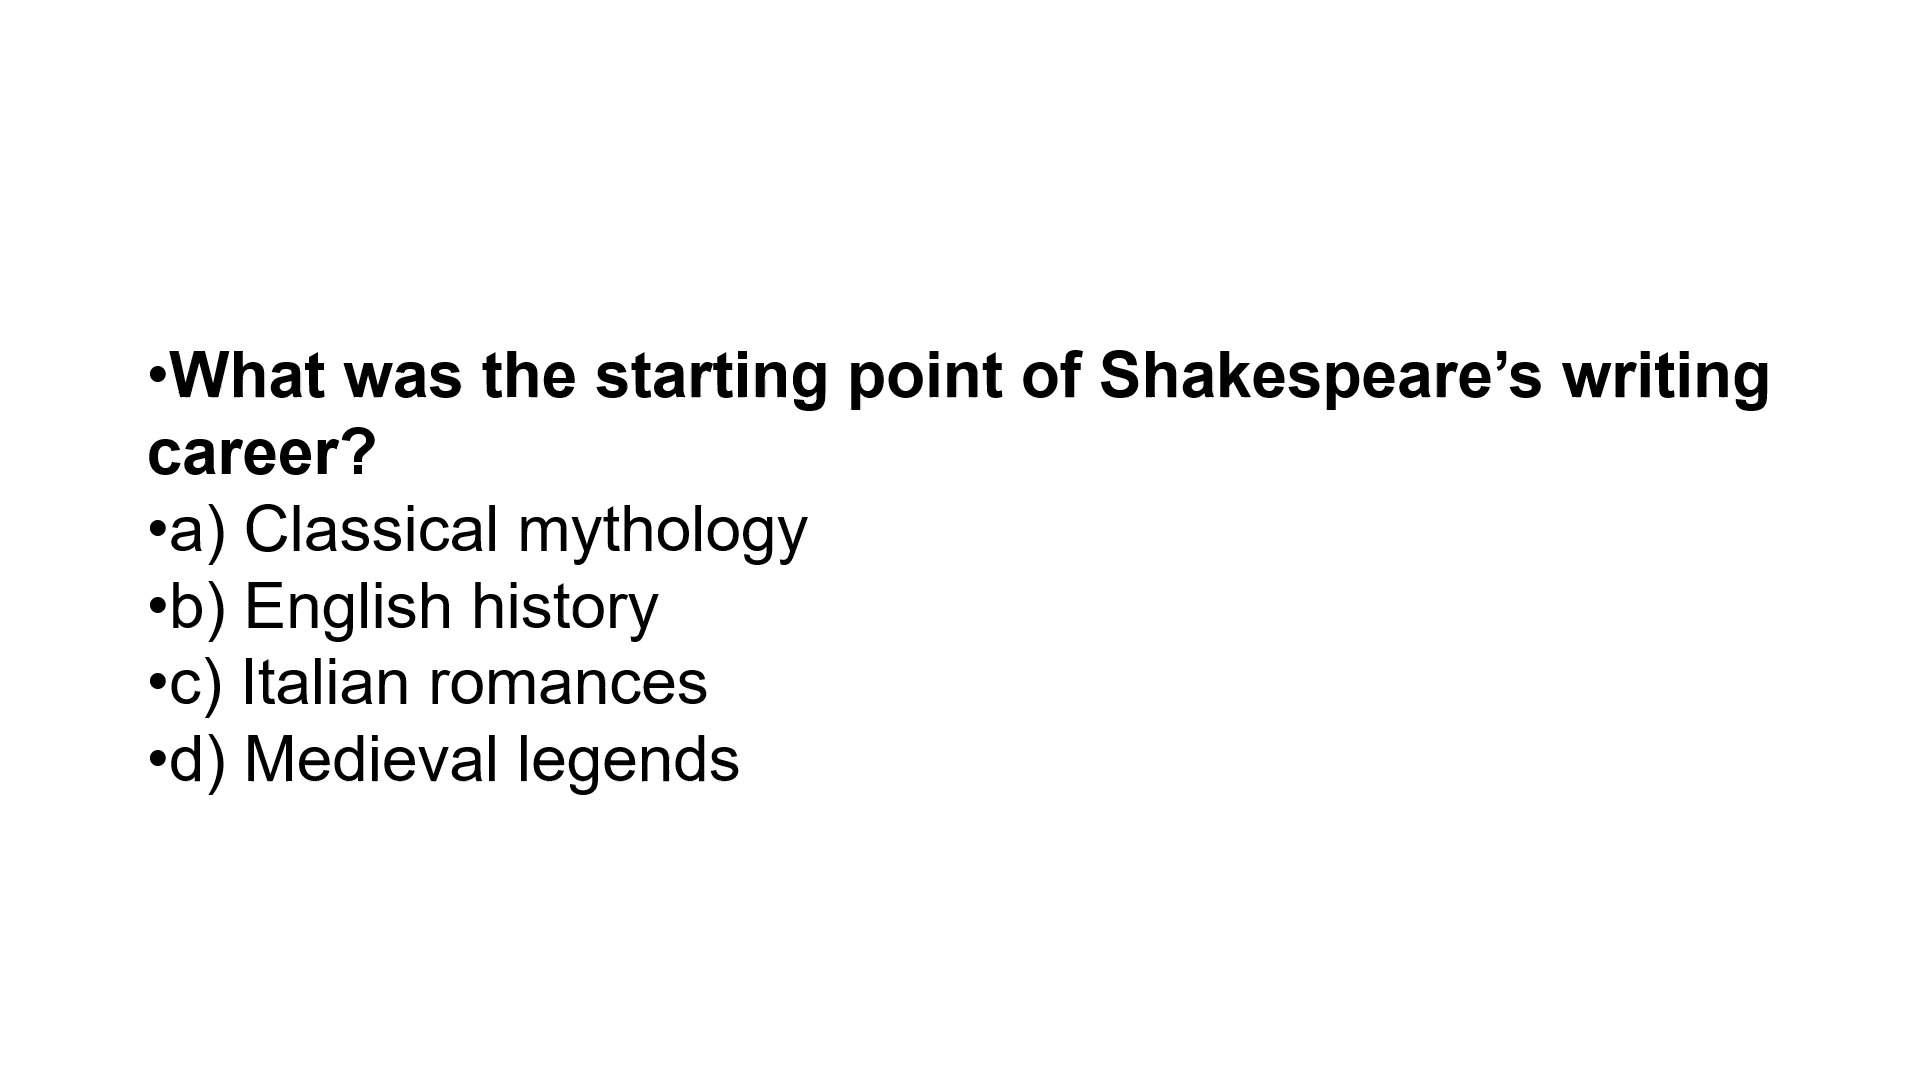 •What was the starting point of Shakespeare’s writing
career?
•a) Classical mythology
•b) English history
•c) Italian romances
•d) Medieval legends